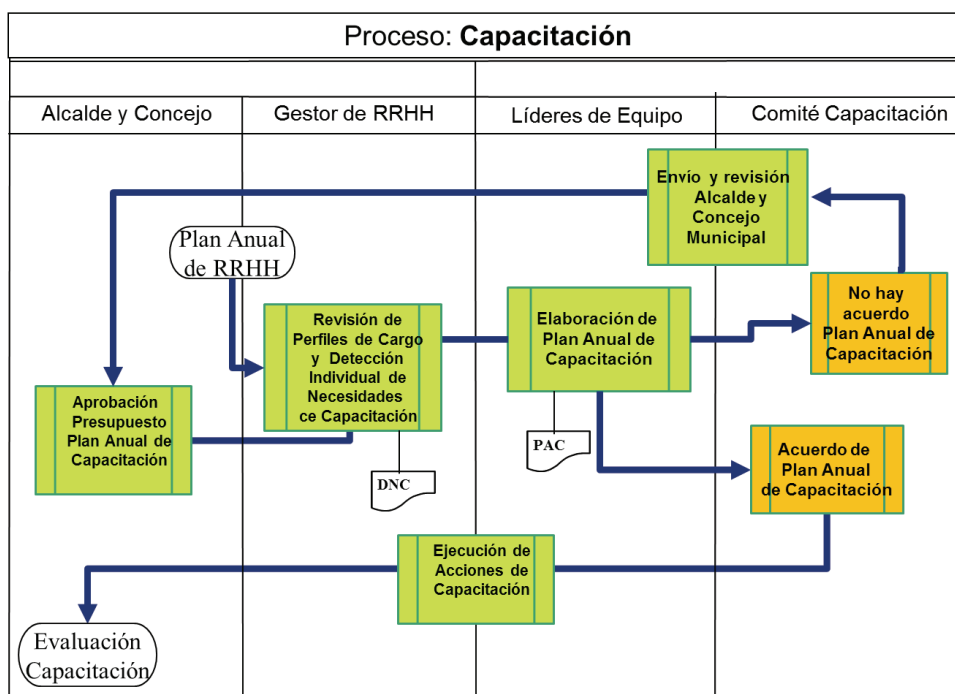 Proceso: Capacitación
Alcalde y Concejo
Gestor de RRHH
Líderes de Equipo
Comité Capacitación
Envío y revisión
Alcalde y
Concejo
Municipal
Plan Anual
de RRHH
Revisión de
Perfiles de Cargo
y Detección
Individual de
Necesidades
ce Capacitación
Elaboración de
Plan Anual de
Capacitación
No hay
acuerdo
Plan Anual de
Capacitación
Aprobación
Presupuesto
Plan Anual de
Capacitación
DNC
PAC
Acuerdo de
Plan Anual
de Capacitación
Ejecución de
Acciones de
Capacitación
Evaluación
Capacitación